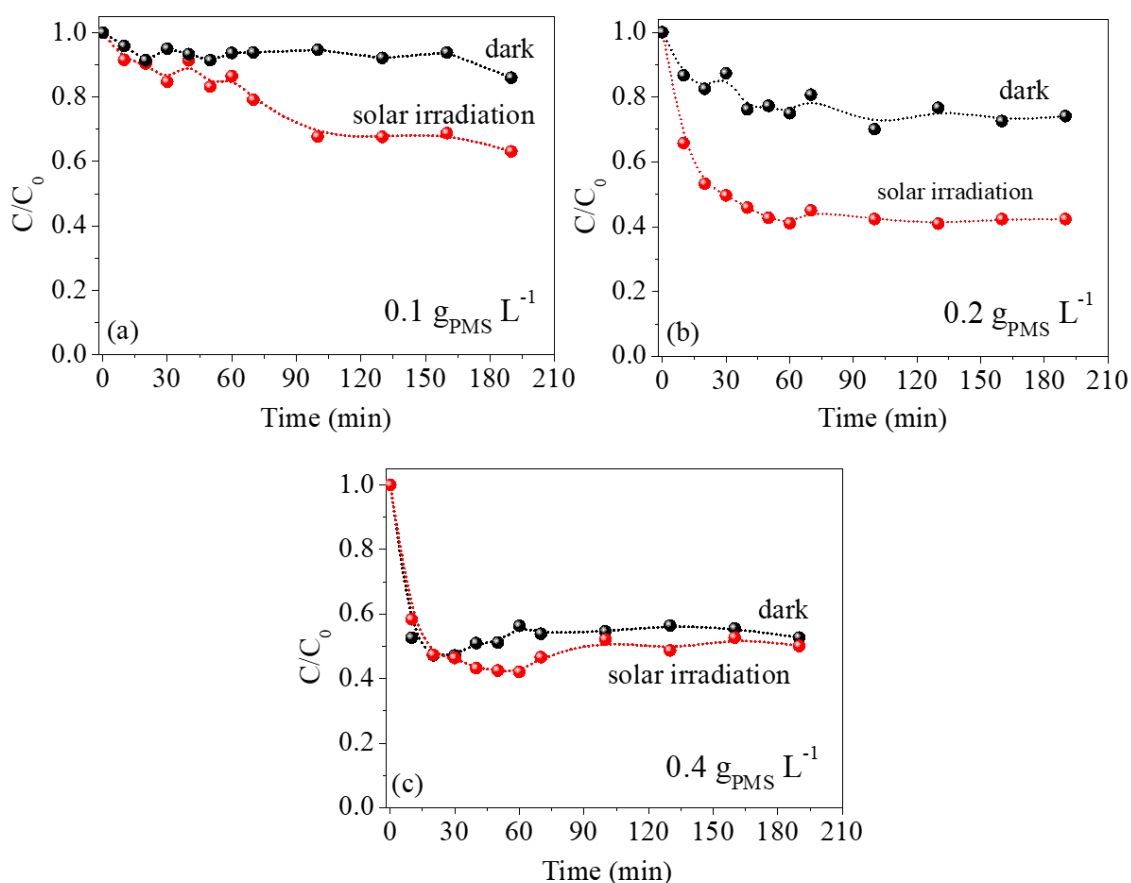 1.0
0.8
0.6
0.4
0.2
0.0
C/C0
dark
solar irradiation
0.1 gPMS L-1
(a)
0 30 60 90 120 150 180 210
Time (min)
1.0
0.8
0.6
0.4
0.2
0.0
C/C0
dark
solar irradiation
0.2 gPMS L-1
(b)
0 30 60 90 120 150 180 210
Time (min)
1.0
0.8
0.6
0.4
0.2
0.0
C/C0
dark
solar irradiation
0.4 gPMS L-1
(c)
0 30 60 90 120 150 180 210
Time (min)